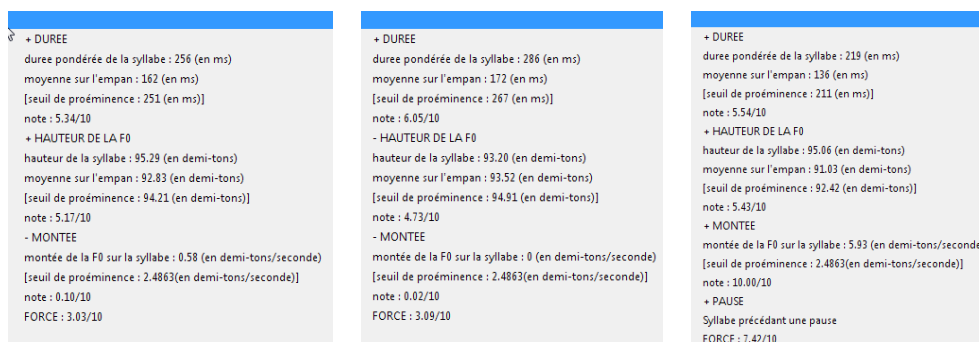 + DUREE
duree pondérée de la syllabe : 256 (en ms)
moyenne sur l'empan : 162 (en ms)
[seuil de proéminence : 251 (en ms)]
note : 5.34/10
+ HAUTEUR DE LA F0
hauteur de la syllabe : 95.29 (en demi-tons)
moyenne sur l'empan : 92.83 (en demi-tons)
[seuil de proéminence : 94.21 (en demi-tons)]
note : 5.17/10
- MONTEE
montée de la F0 sur la syllabe : 0.58 (en demi-tons/seconde)
[seuil de proéminence : 2.4863(en demi-tons/seconde)]
note : 0.10/10
FORCE : 3.03/10
+ DUREE
duree pondérée de la syllabe : 286 (en ms)
moyenne sur l'empan : 172 (en ms)
[seuil de proéminence : 267 (en ms)]
note : 6.05/10
- HAUTEUR DE LA F0
hauteur de la syllabe : 93.20 (en demi-tons)
moyenne sur l'empan : 93.52 (en demi-tons)
[seuil de proéminence : 94.91 (en demi-tons)]
note : 4.73/10
- MONTEE
montée de la F0 sur la syllabe : 0 (en demi-tons/seconde)
[seuil de proéminence : 2.4863(en demi-tons/seconde)]
note : 0.02/10
FORCE : 3.09/10
+ DUREE
duree pondérée de la syllabe : 219 (en ms)
moyenne sur l'empan : 136 (en ms)
[seuil de proéminence : 211 (en ms)]
note : 5.54/10
+ HAUTEUR DE LA F0
hauteur de la syllabe : 95.06 (en demi-tons)
moyenne sur l'empan : 91.03 (en demi-tons)
[seuil de proéminence : 92.42 (en demi-tons)]
note : 5.43/10
+ MONTEE
montée de la F0 sur la syllabe : 5.93 (en demi-tons/seconde
[seuil de proéminence : 2.4863(en demi-tons/seconde)]
note : 10.00/10
+ PAUSE
Syllabe précédant une pause
FORCE : 7.42/10